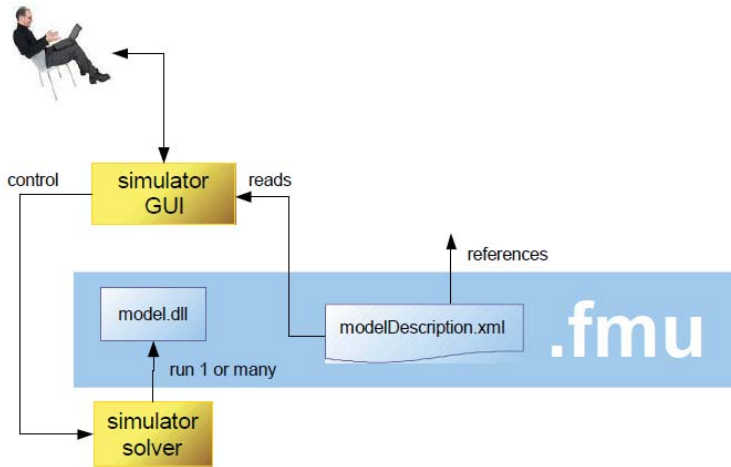 control
simulator
GUI
reads
references
model.dll
modelDescription.xml
.fmu
run 1 or many
simulator
solver